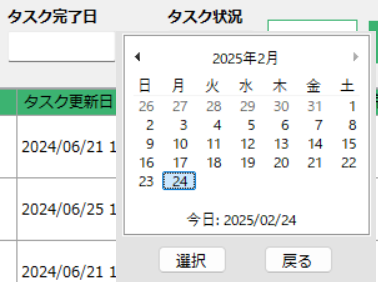 タスク完了日 タスク状況
2025年2月
日 月 火 水 木 金 土
26 27 28 29 30 31 1
2 3 4 5 6 7 8
9 10 11 12 13 14 15
16 17 18 19 20 21 22
23 24
今日: 2025/02/24
選択 戻る
タスク更新日
2024/06/21 1
2024/06/25 1
2024/06/21 1